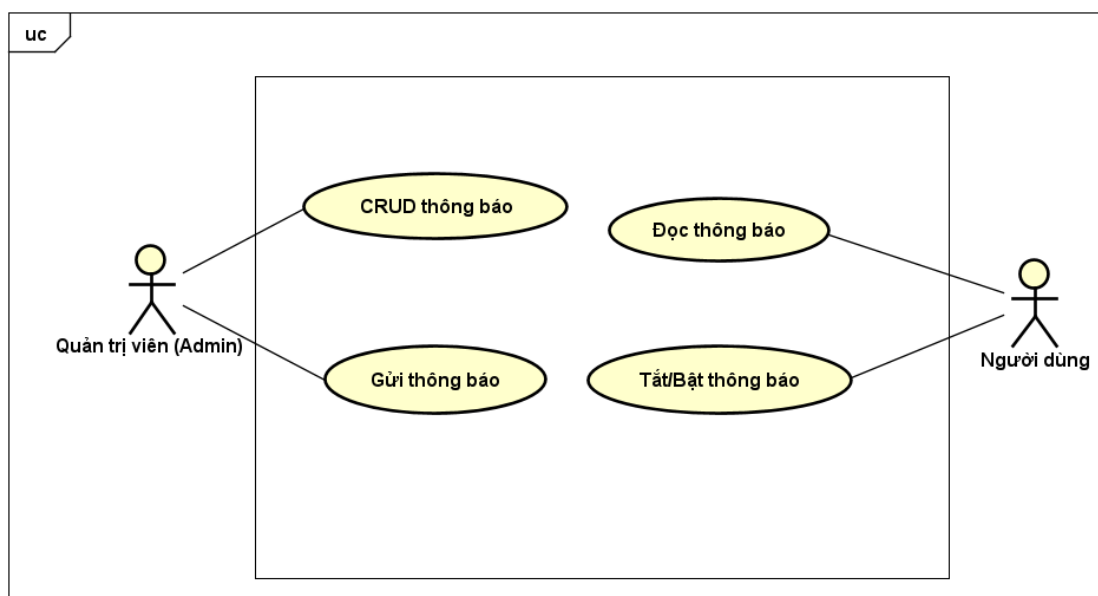 uc
CRUD thông báo
Đọc thông báo
Quản trị viên (Admin)
Người dùng
Gửi thông báo
Tắt/Bật thông báo